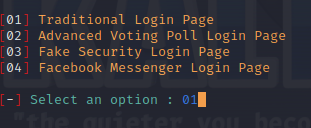 [01] Traditional Login Page
[02] Advanced Voting Poll Login Page
[03] Fake Security Login Page
[04] Facebook Messenger Login Page
[-] Select an option : 01
"the quieter you become